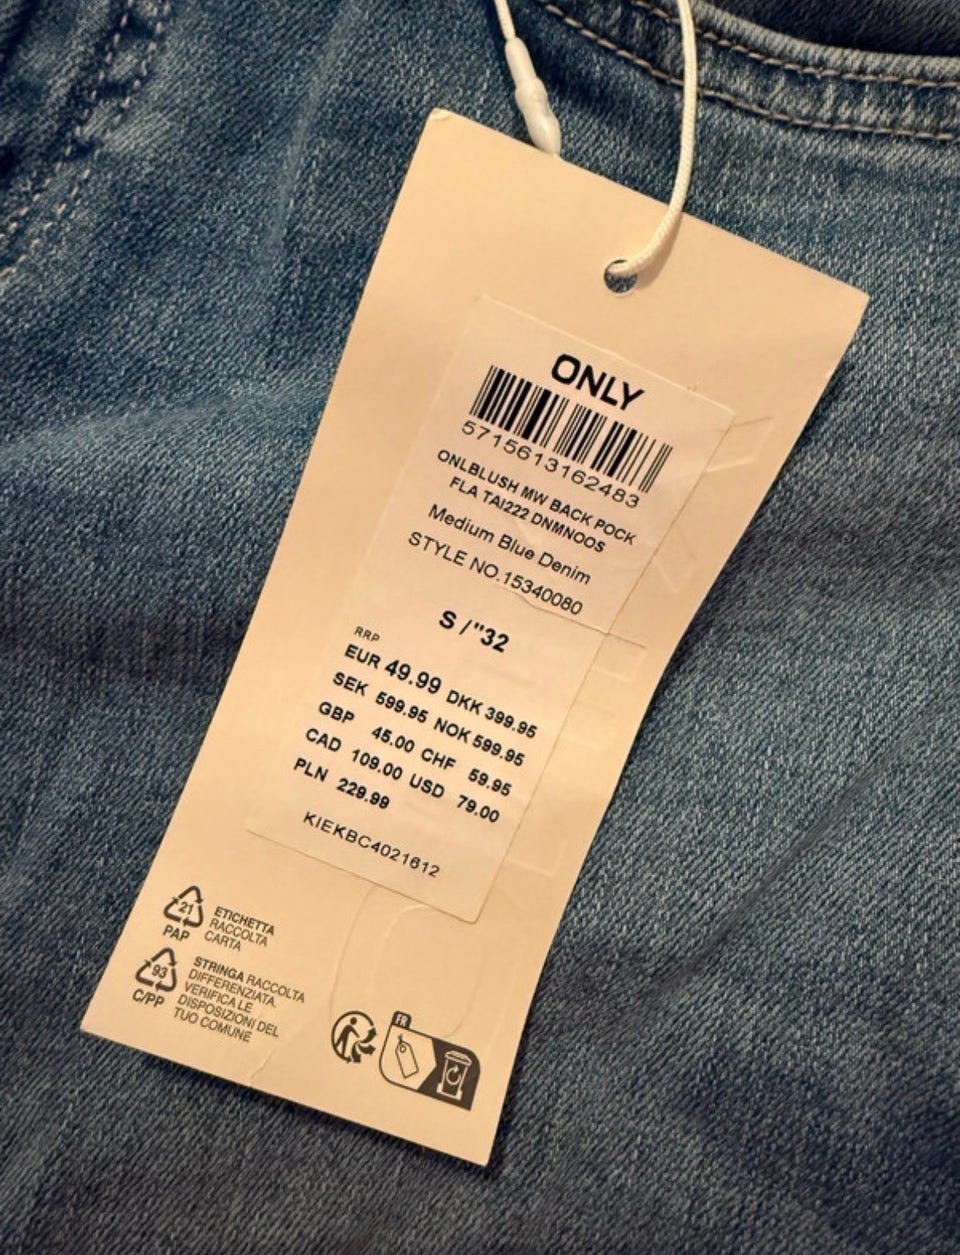 ONLY
5715613162483
ONLBLUSH MW BACK POCK
FLA TAI222 DNMNOOS
Medium Blue Denim
STYLE NO.15340080
S /"32
RRP
EUR 49.99 DKK 399.95
SEK 599.95 NOK 599.95
GBP 45.00 CHF 59.95
CAD 109.00 USD 79.00
PLN 229.99
KIEKBC4021612
21
PAP
ETICHETTA
RACCOLTA
CARTA
93
C/PP
STRINGA RACCOLTA
DIFFERENZIATA.
VERIFICA LE
DISPOSIZIONI DEL
TUO COMUNE
FR